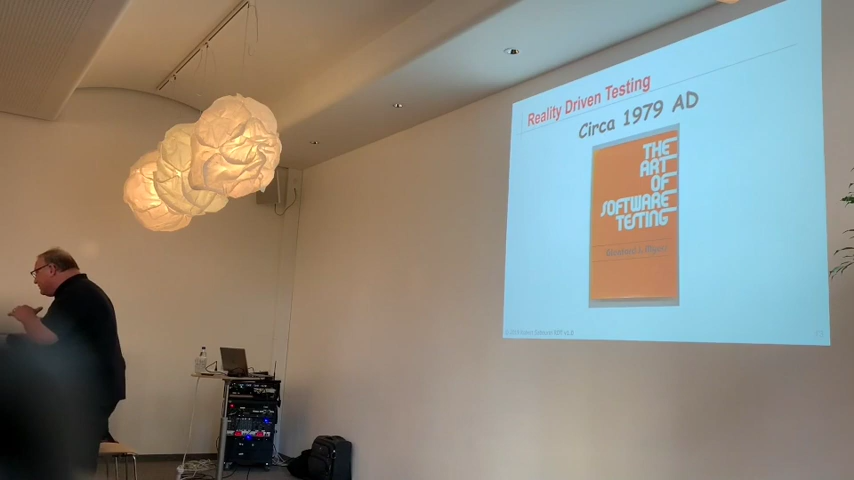 Reality Driven Testing
Circa 1979 AD
THE
ART
OF
SOFTWARE
TESTING